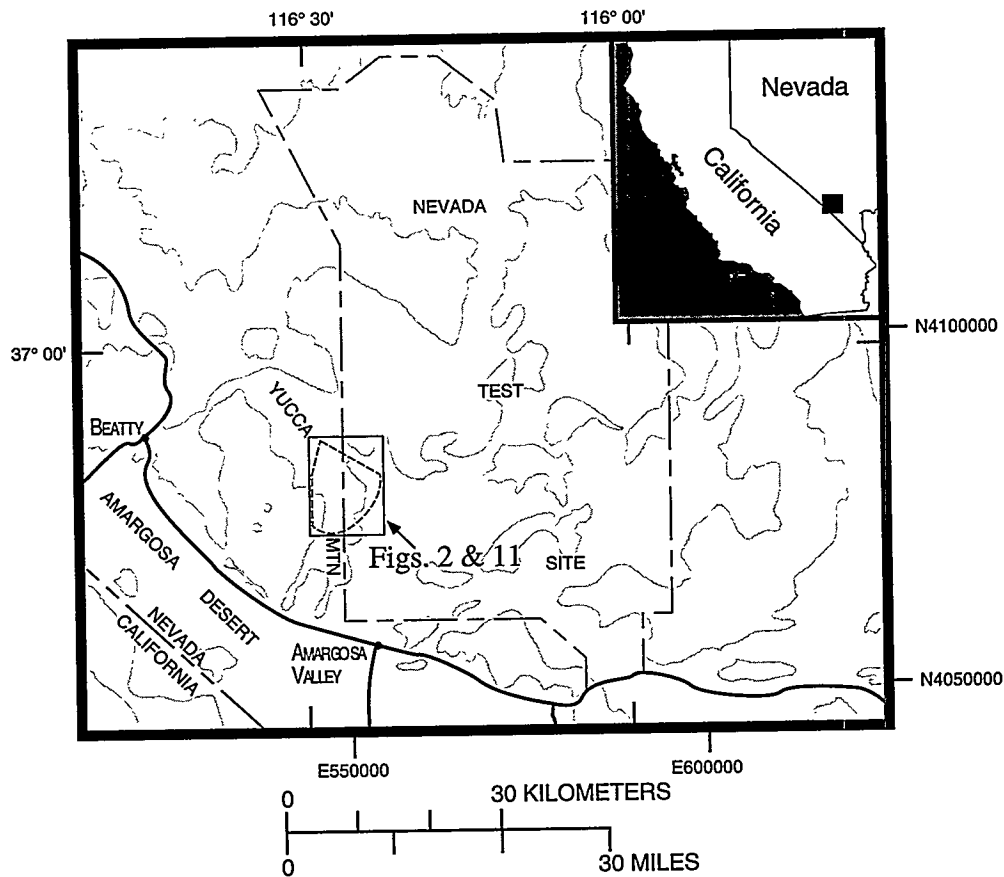 116° 30'
116° 00'
Nevada
California
NEVADA
N4100000
37° 00'
YUCCA
TEST
BEATTY
AMARGOSA
MTN
Figs. 2 & 11
SITE
DESERT
NEVADA
CALIFORNIA
AMARGOSA
VALLEY
N4050000
E550000
E600000
0
30 KILOMETERS
0
30 MILES